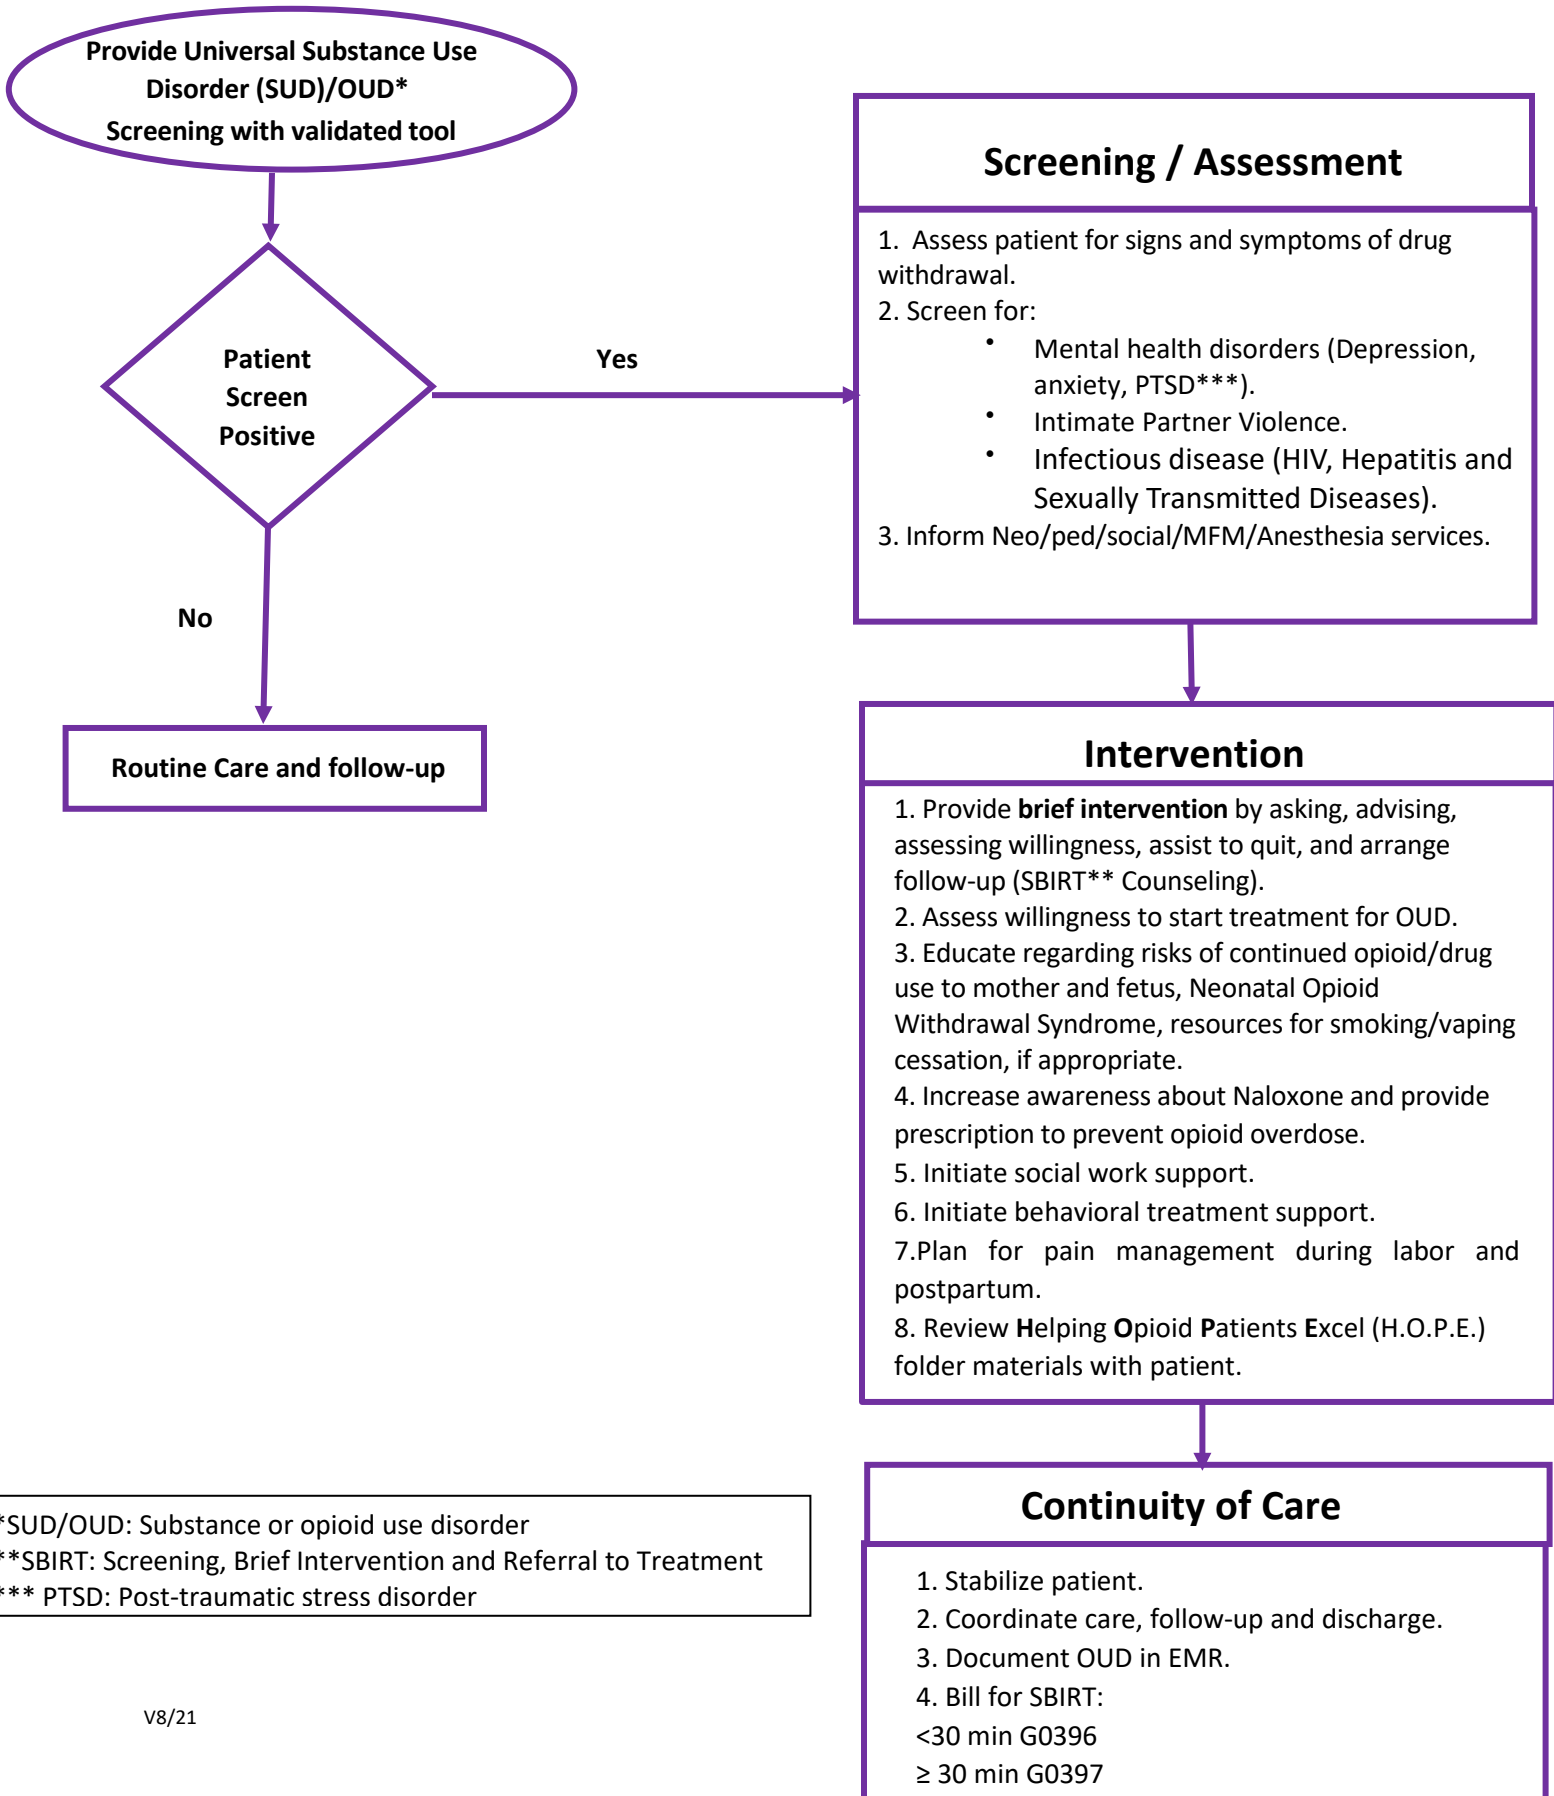 Provide Universal Substance Use
Disorder (SUD)/OUD*
Screening with validated tool
Patient
Screen
Positive
Yes
No
Routine Care and follow-up
Screening / Assessment
1. Assess patient for signs and symptoms of drug
withdrawal.
2. Screen for:
• Mental health disorders (Depression,
anxiety, PTSD***).
• Intimate Partner Violence.
• Infectious disease (HIV, Hepatitis and
Sexually Transmitted Diseases).
3. Inform Neo/ped/social/MFM/Anesthesia services.
Intervention
1. Provide brief intervention by asking, advising,
assessing willingness, assist to quit, and arrange
follow-up (SBIRT** Counseling).
2. Assess willingness to start treatment for OUD.
3. Educate regarding risks of continued opioid/drug
use to mother and fetus, Neonatal Opioid
Withdrawal Syndrome, resources for smoking/vaping
cessation, if appropriate.
4. Increase awareness about Naloxone and provide
prescription to prevent opioid overdose.
5. Initiate social work support.
6. Initiate behavioral treatment support.
7.Plan for pain management during labor and
postpartum.
8. Review Helping Opioid Patients Excel (H.O.P.E.)
folder materials with patient.
Continuity of Care
1. Stabilize patient.
2. Coordinate care, follow-up and discharge.
3. Document OUD in EMR.
4. Bill for SBIRT:
<30 min G0396
≥ 30 min G0397
*SUD/OUD: Substance or opioid use disorder
**SBIRT: Screening, Brief Intervention and Referral to Treatment
*** PTSD: Post-traumatic stress disorder
V8/21